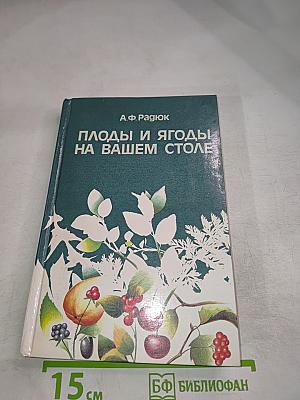 А.Ф.Радюк
ПЛОДЫ И ЯГОДЫ
НА ВАШЕМ СТОЛЕ
15 см
БФ БИБЛИОФАН